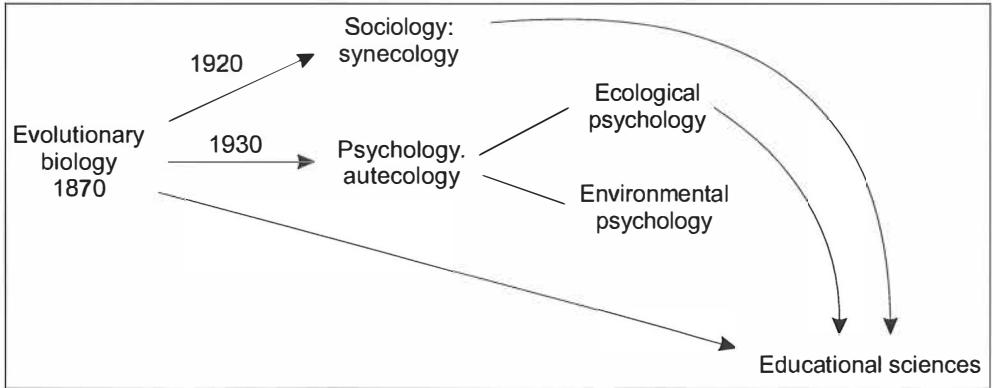 Sociology:
synecology
1920
Ecological
psychology
Evolutionary
biology
1870
1930
Psychology.
autecology
Environmental
psychology
Educational sciences